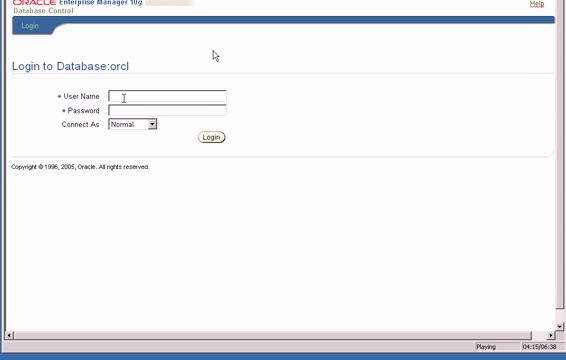 ORACLE Enterprise Manager 10g
Help
Database Control
Login
Login to Database:orcl
* User Name
* Password
Connect As Normal
Login
Copyright © 1996, 2005, Oracle. All rights reserved.
Playing 04:15/06:38